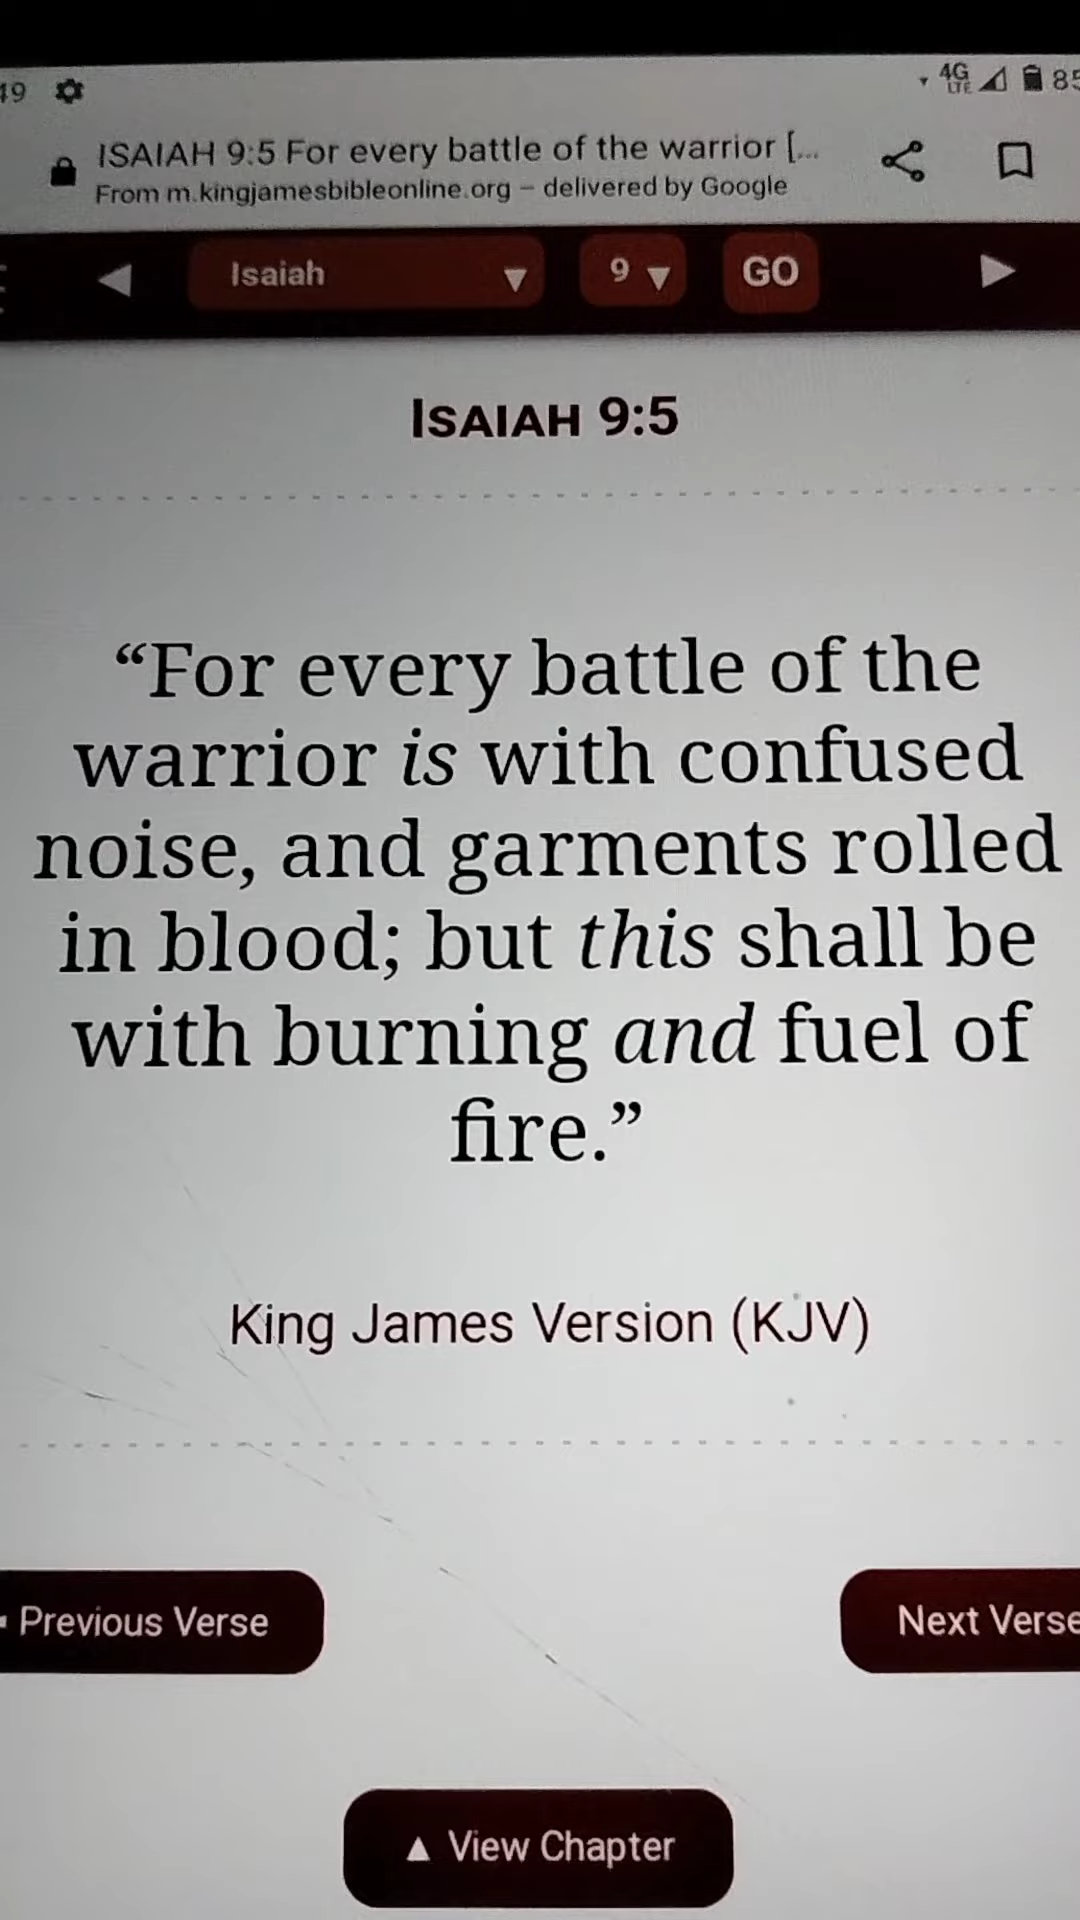 49
4G
LTE
85
ISAIAH 9:5 For every battle of the warrior [...
From m.kingjamesbibleonline.org – delivered by Google
Isaiah
9
GO
ISAIAH 9:5
“For every battle of the
warrior is with confused
noise, and garments rolled
in blood; but this shall be
with burning and fuel of
fire.”
King James Version (KJV)
Previous Verse
Next Verse
View Chapter